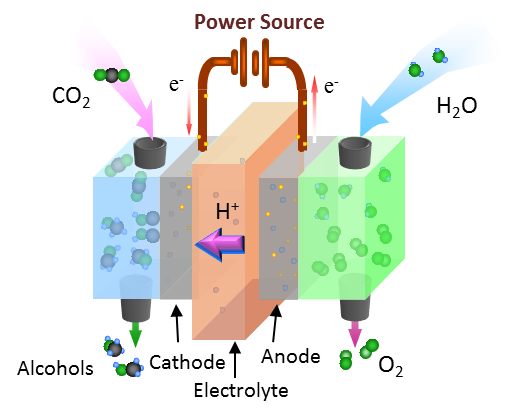 Power Source
CO₂
e⁻
e⁻
H₂O
H⁺
Alcohols
Cathode
Electrolyte
Anode
O₂